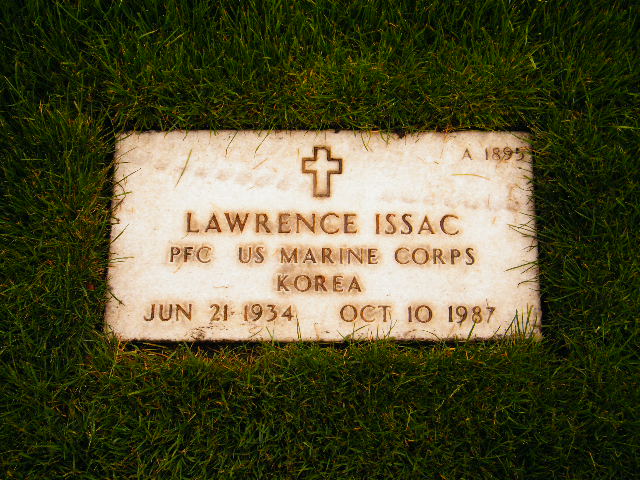 A 1895
LAWRENCE ISSAC
PFC US MARINE CORPS
KOREA
JUN 21 1934 OCT 10 1987